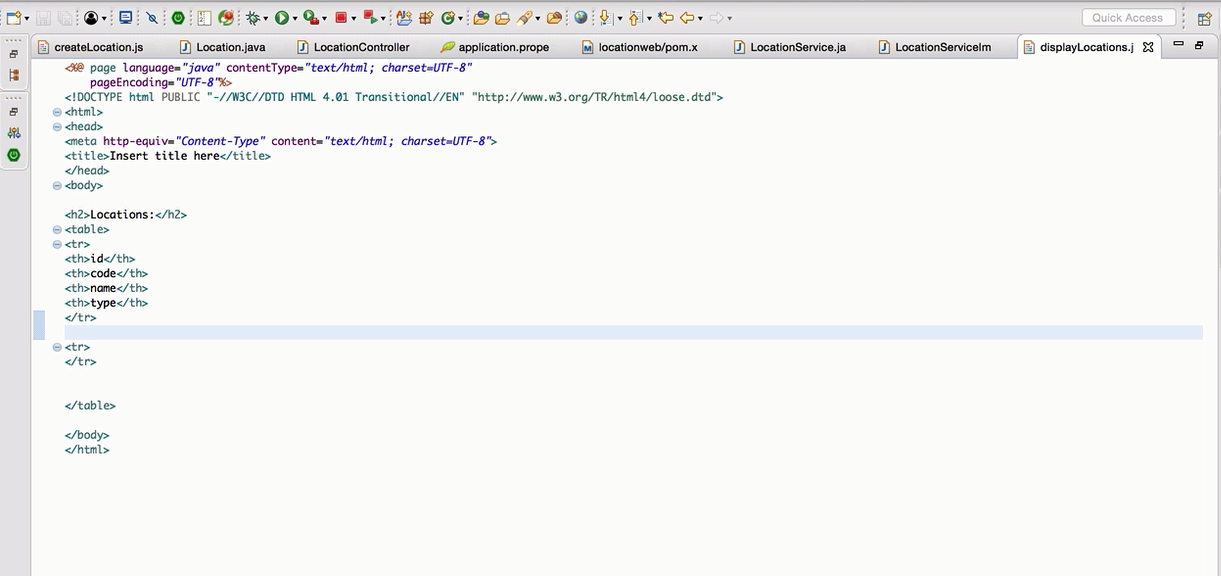 Quick Access
createLocation.js
Location.java
LocationController
application.prope
locationweb/pom.x
LocationService.ja
LocationServiceIm
displayLocations.j
<%@ page language="java" contentType="text/html; charset=UTF-8"
pageEncoding="UTF-8"%>
<!DOCTYPE html PUBLIC "-//W3C//DTD HTML 4.01 Transitional//EN" "http://www.w3.org/TR/html4/loose.dtd">
<html>
<head>
<meta http-equiv="Content-Type" content="text/html; charset=UTF-8">
<title>Insert title here</title>
</head>
<body>
<h2>Locations:</h2>
<table>
<tr>
<th>id</th>
<th>code</th>
<th>name</th>
<th>type</th>
</tr>
<tr>
</tr>
</table>
</body>
</html>